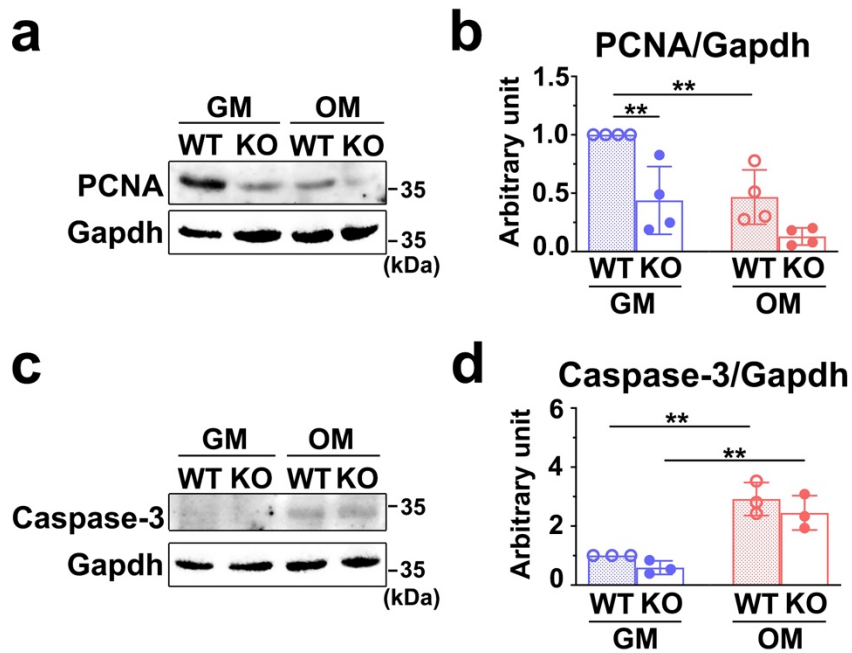 a
GM OM
WT KO WT KO
PCNA
-35
Gapdh
-35
(kDa)
b
PCNA/Gapdh
Arbitrary unit
1.5
1.0
0.5
0.0
**
**
WT KO WT KO
GM OM
c
GM OM
WT KO WT KO
Caspase-3
-35
Gapdh
-35
(kDa)
d
Caspase-3/Gapdh
Arbitrary unit
6
4
2
0
**
**
WT KO WT KO
GM OM